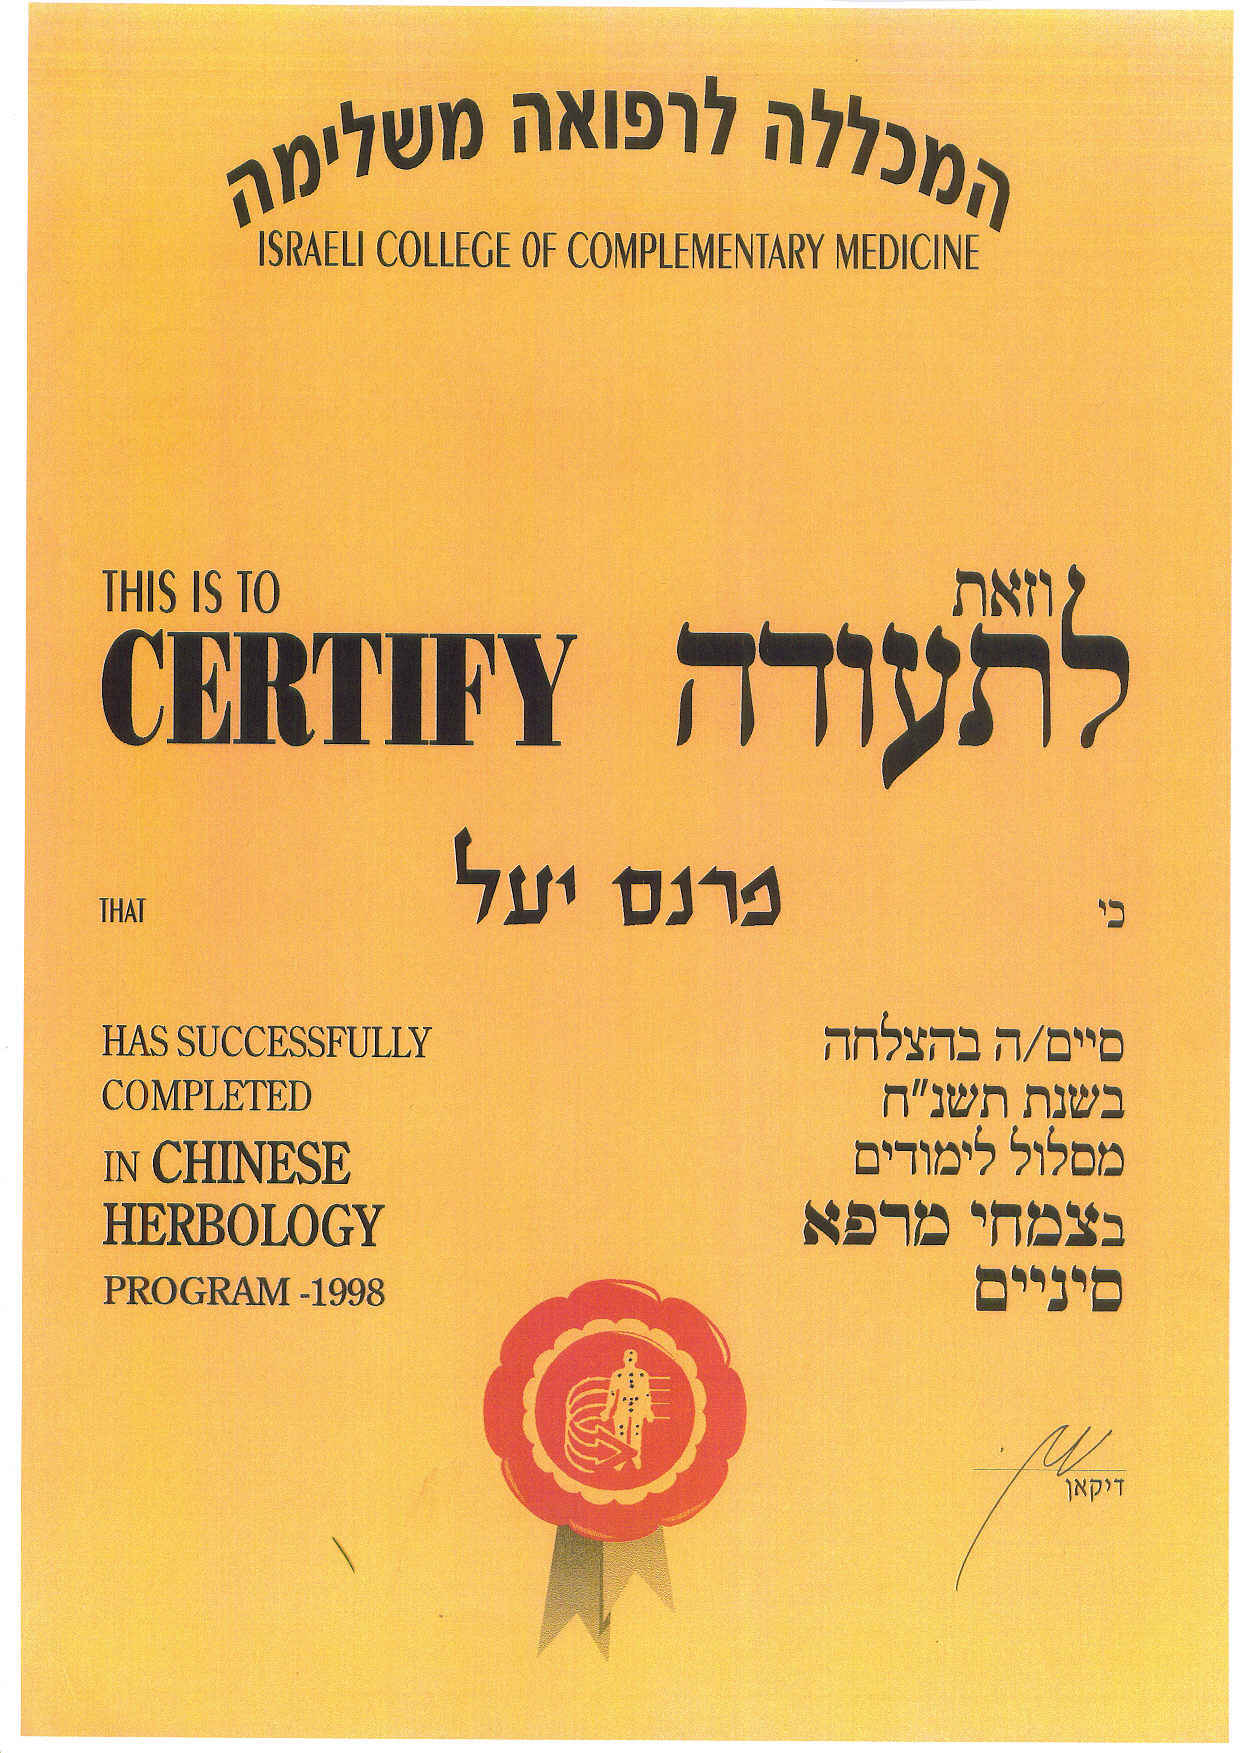 המכללה לרפואה משלימה
ISRAELI COLLEGE OF COMPLEMENTARY MEDICINE
THIS IS TO
CERTIFY
וזאת
לתעודה
THAT
פרנס יעל
כי
HAS SUCCESSFULLY
COMPLETED
IN CHINESE
HERBOLOGY
PROGRAM -1998
סיים/ה בהצלחה
בשנת תשנ"ח
מסלול לימודים
בצמחי מרפא
סיניים
דיקאן